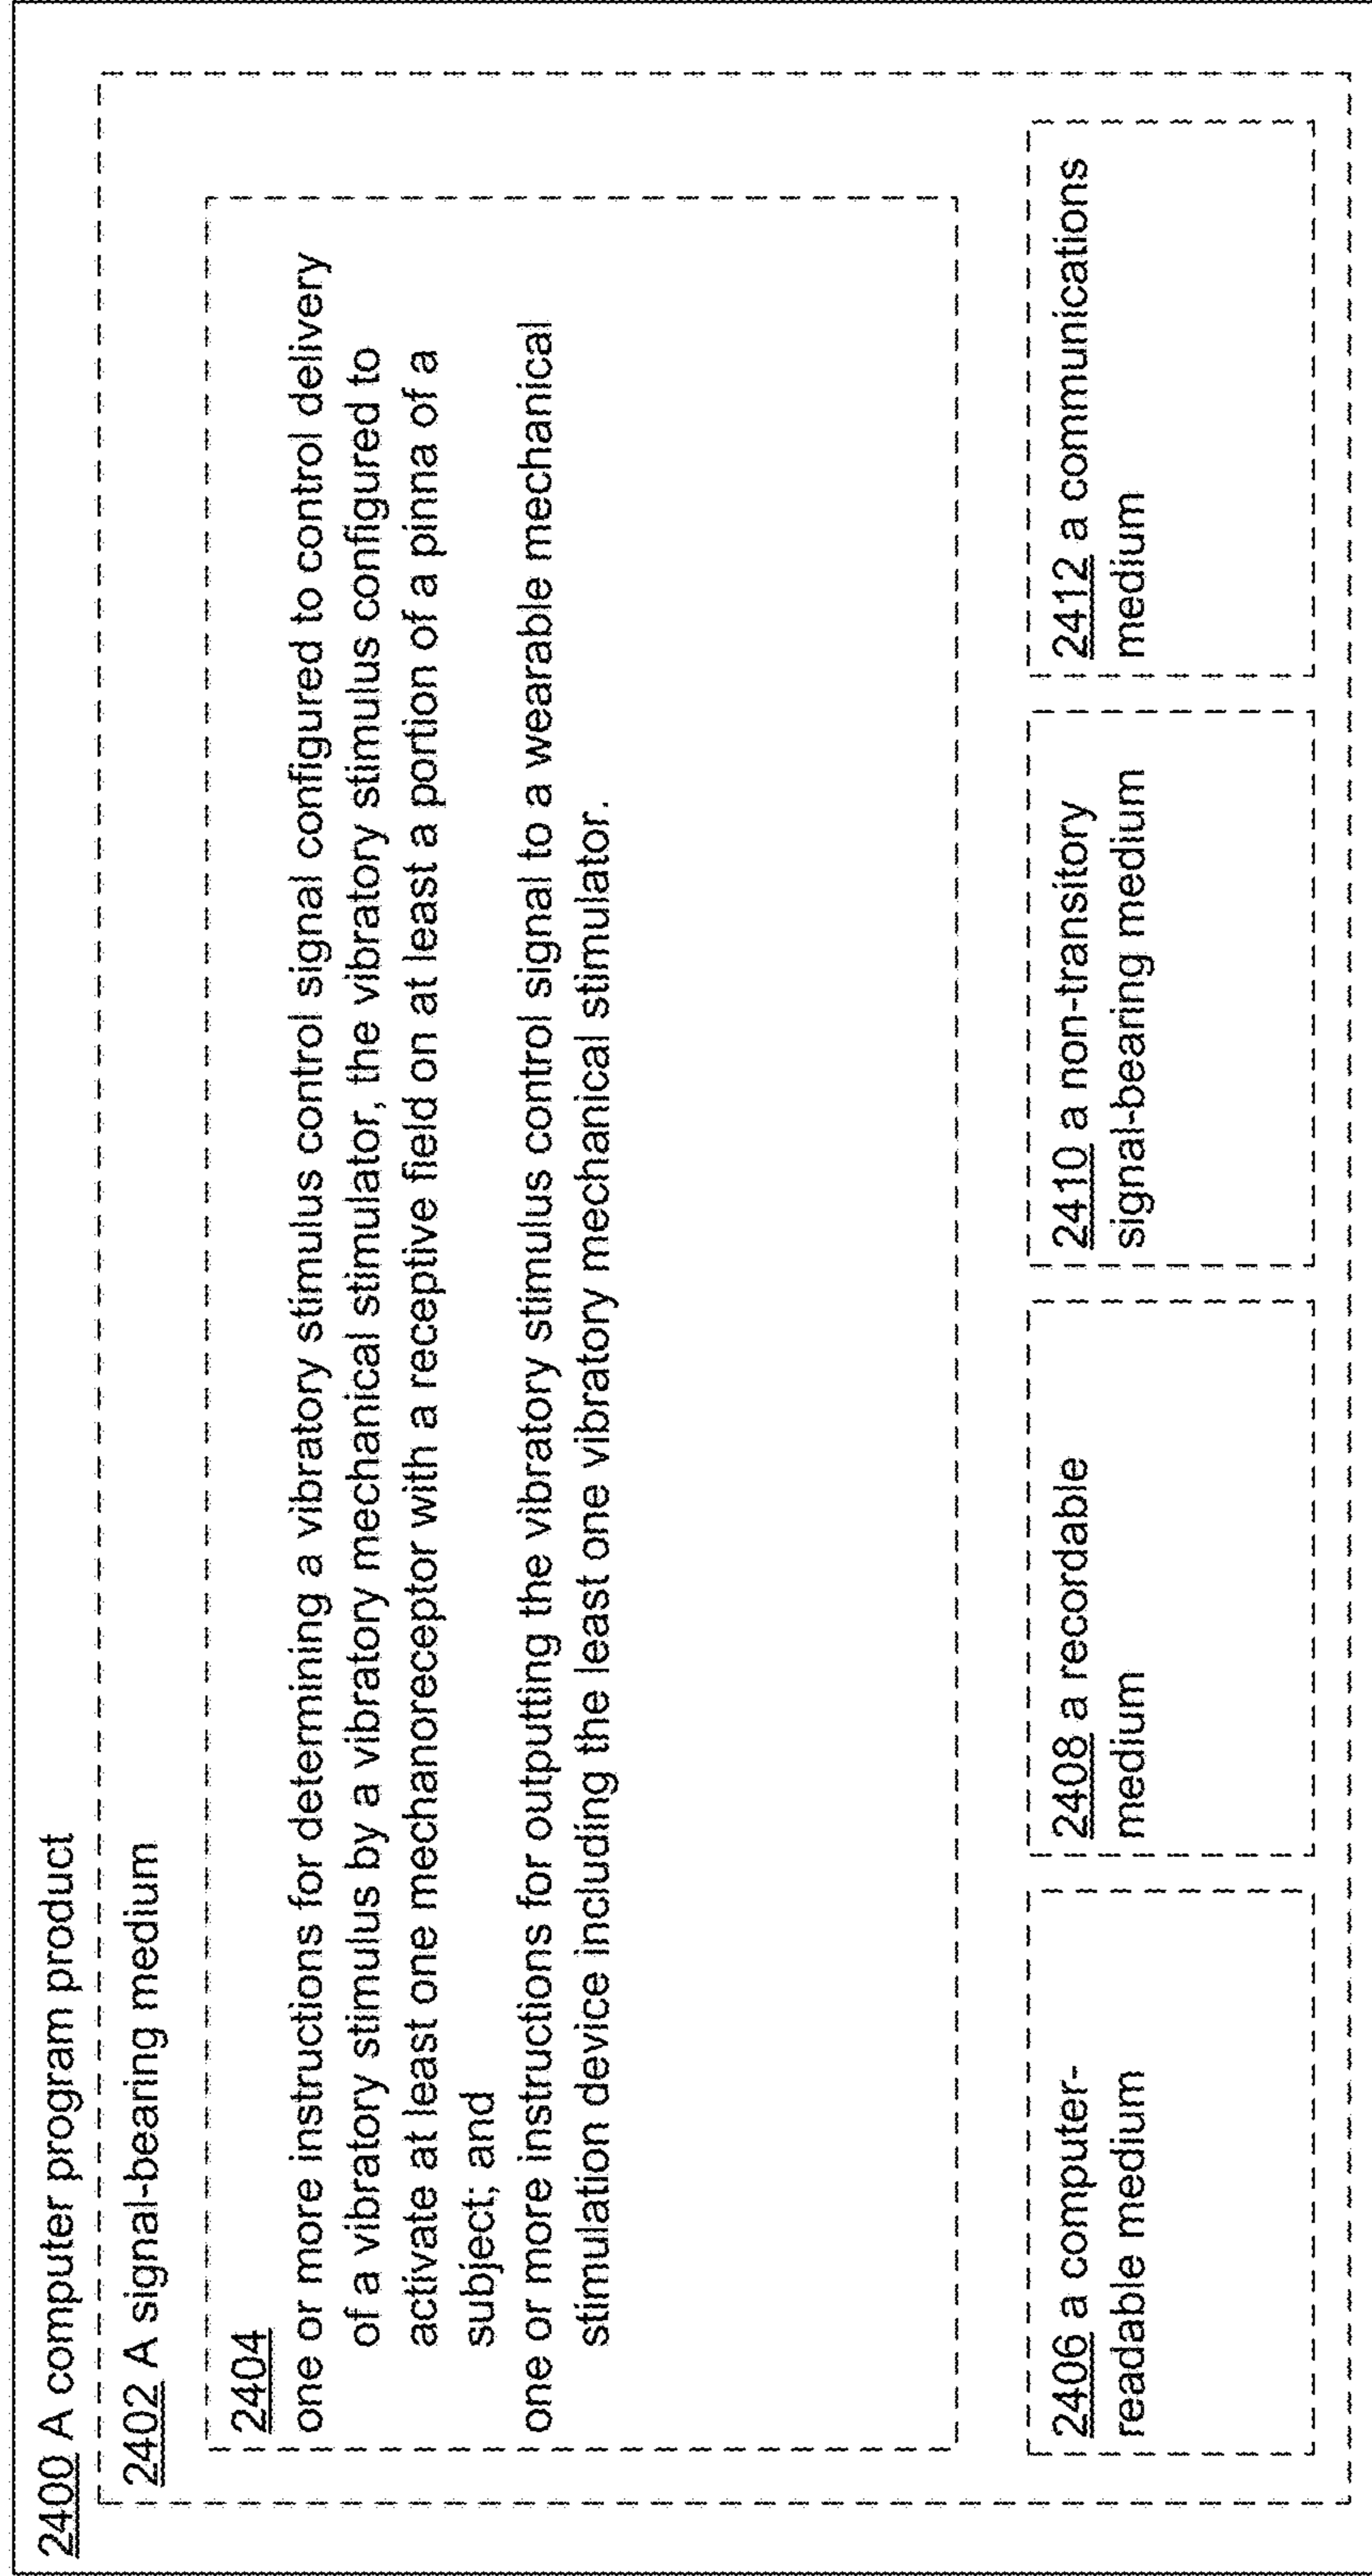 2400 A computer program product
2402 A signal-bearing medium
2404
one or more instructions for determining a vibratory stimulus control signal configured to control delivery
of a vibratory stimulus by a vibratory mechanical stimulator, the vibratory stimulus configured to
activate at least one mechanoreceptor with a receptive field on at least a portion of a pinna of a
subject; and
one or more instructions for outputting the vibratory stimulus control signal to a wearable mechanical
stimulation device including the least one vibratory mechanical stimulator.
2406 a computer-
readable medium
2408 a recordable
medium
2410 a non-transitory
signal-bearing medium
2412 a communications
medium